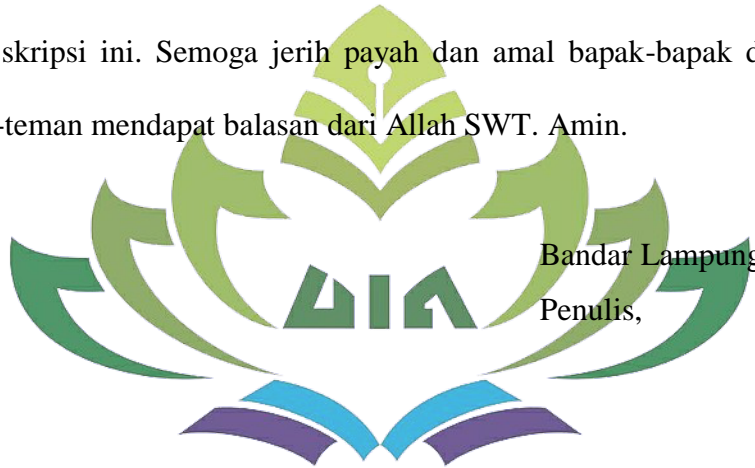 skripsi ini. Semoga jerih payah dan amal bapak-bapak d
-teman mendapat balasan dari Allah SWT. Amin.
Bandar Lampung
UIN
Penulis,